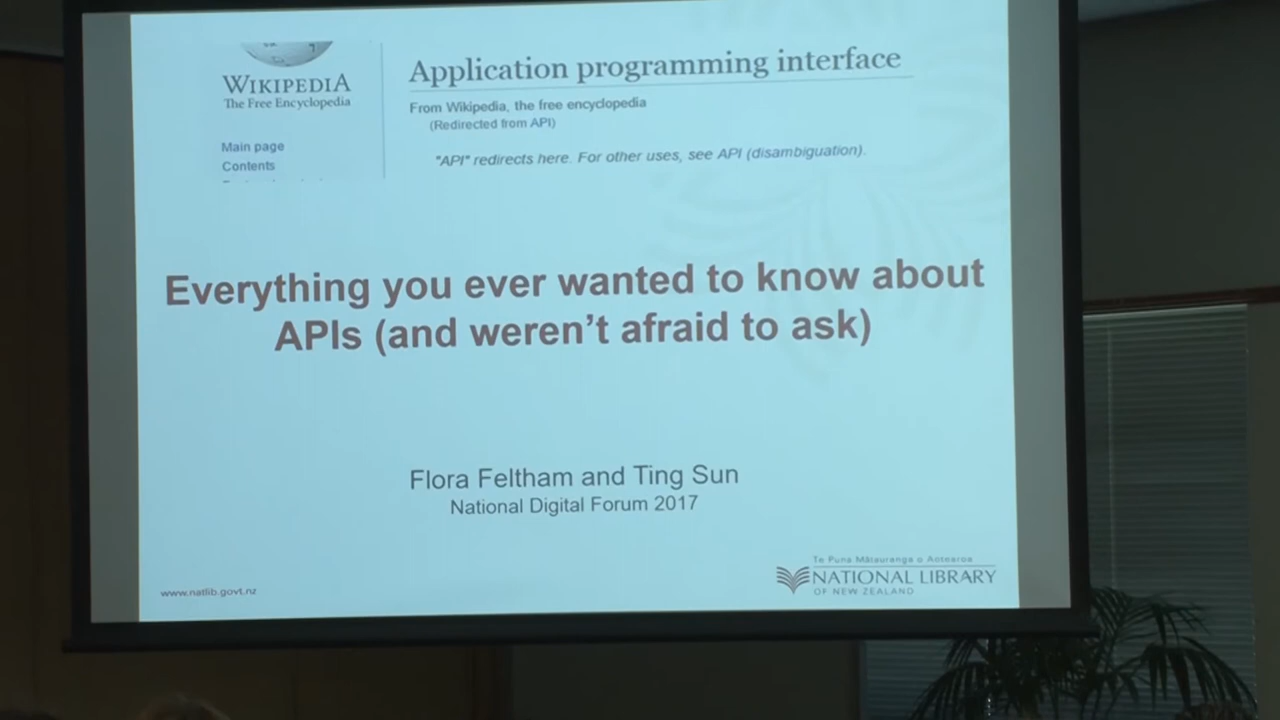 WIKIPEDIA
The Free Encyclopedia
Main page
Contents
Application programming interface
From Wikipedia, the free encyclopedia
(Redirected from API)
"API" redirects here. For other uses, see API (disambiguation).
Everything you ever wanted to know about
APIs (and weren't afraid to ask)
Flora Feltham and Ting Sun
National Digital Forum 2017
www.natlib.govt.nz
Te Puna Mātauranga o Aotearoa
NATIONAL LIBRARY
OF NEW ZEALAND